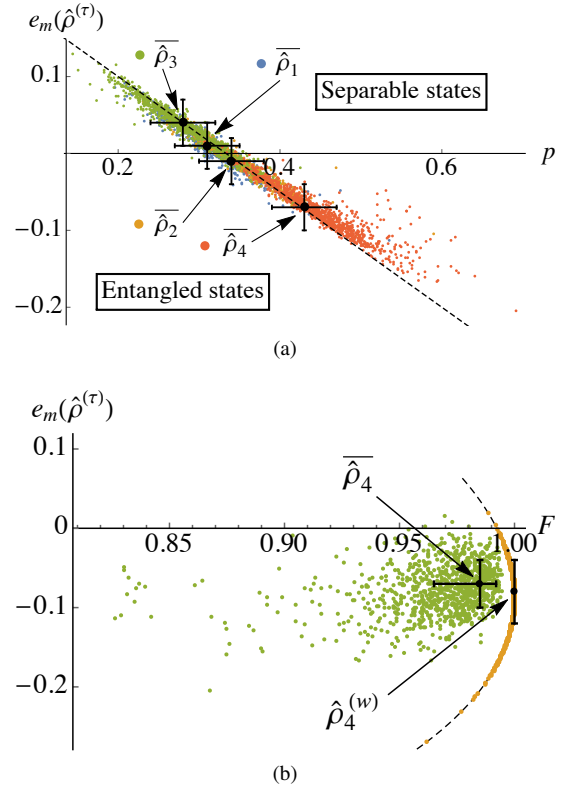 e_m(ρ̂^(τ))
0.1
ρ̂_3 ρ̂_1
Separable states
0.2 0.4 0.6 p
-0.1
ρ̂_2 ρ̂_4
Entangled states
-0.2
(a)
e_m(ρ̂^(τ))
0.1
ρ̂_4
0 F
0.85 0.90 0.95 1.00
-0.1
-0.2
ρ̂_4^(w)
(b)